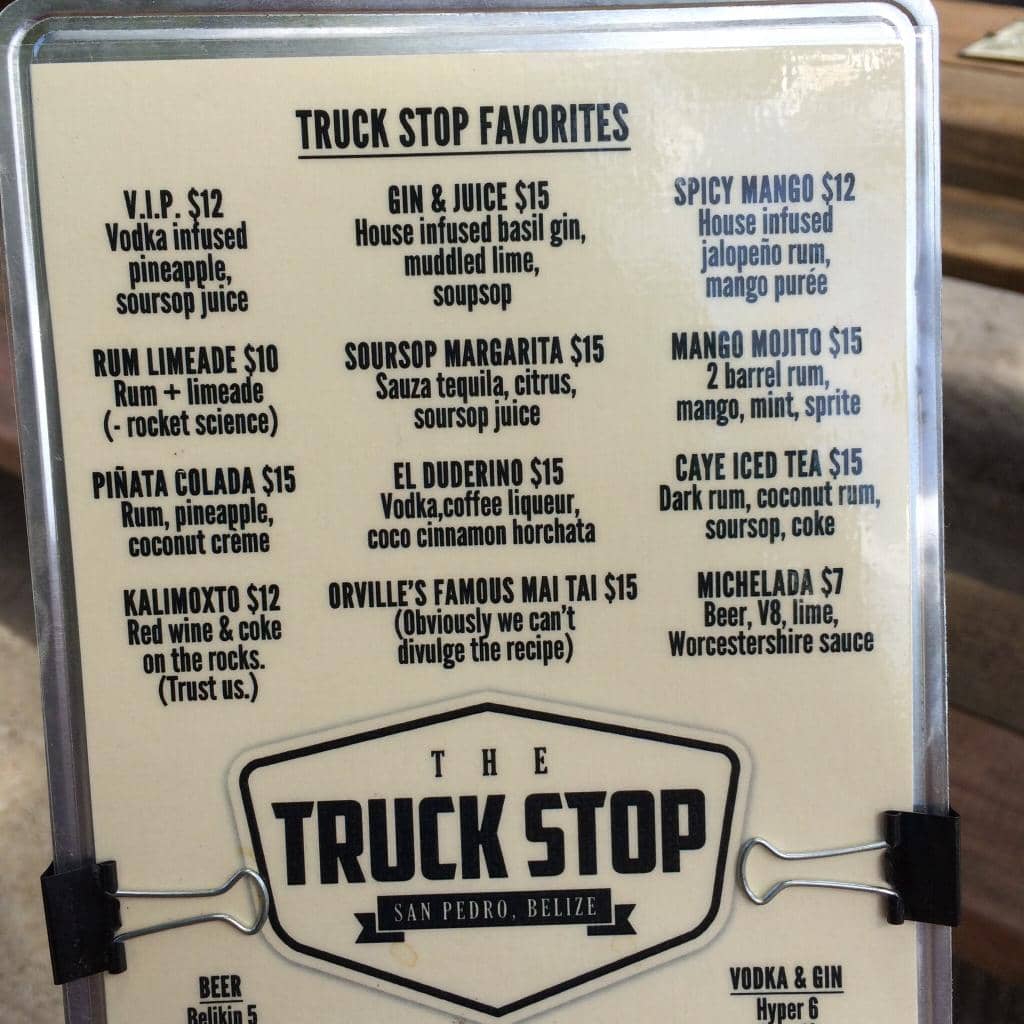 TRUCK STOP FAVORITES
V.I.P. $12
Vodka infused
pineapple,
soursop juice
GIN & JUICE $15
House infused basil gin,
muddled lime,
soupsop
SPICY MANGO $12
House infused
jalopeño rum,
mango purée
RUM LIMEADE $10
Rum + limeade
(- rocket science)
SOURSOP MARGARITA $15
Sauza tequila, citrus,
soursop juice
MANGO MOJITO $15
2 barrel rum,
mango, mint, sprite
PIÑATA COLADA $15
Rum, pineapple,
coconut crème
EL DUDERINO $15
Vodka,coffee liqueur,
coco cinnamon horchata
CAYE ICED TEA $15
Dark rum, coconut rum,
soursop, coke
KALIMOXTO $12
Red wine & coke
on the rocks.
(Trust us.)
ORVILLE'S FAMOUS MAI TAI $15
(Obviously we can't
divulge the recipe)
MICHELADA $7
Beer, V8, lime,
Worcestershire sauce
THE
TRUCK STOP
SAN PEDRO, BELIZE
BEER
Belikin 5
VODKA & GIN
Hyper 6